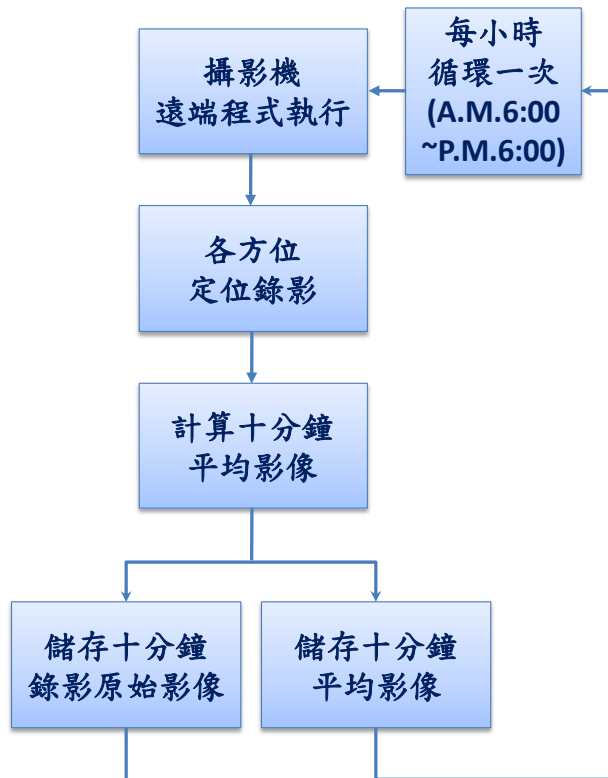 攝影機
遠端程式執行
每小時
循環一次
(A.M.6:00
~P.M.6:00)
各方位
定位錄影
計算十分鐘
平均影像
儲存十分鐘
錄影原始影像
儲存十分鐘
平均影像